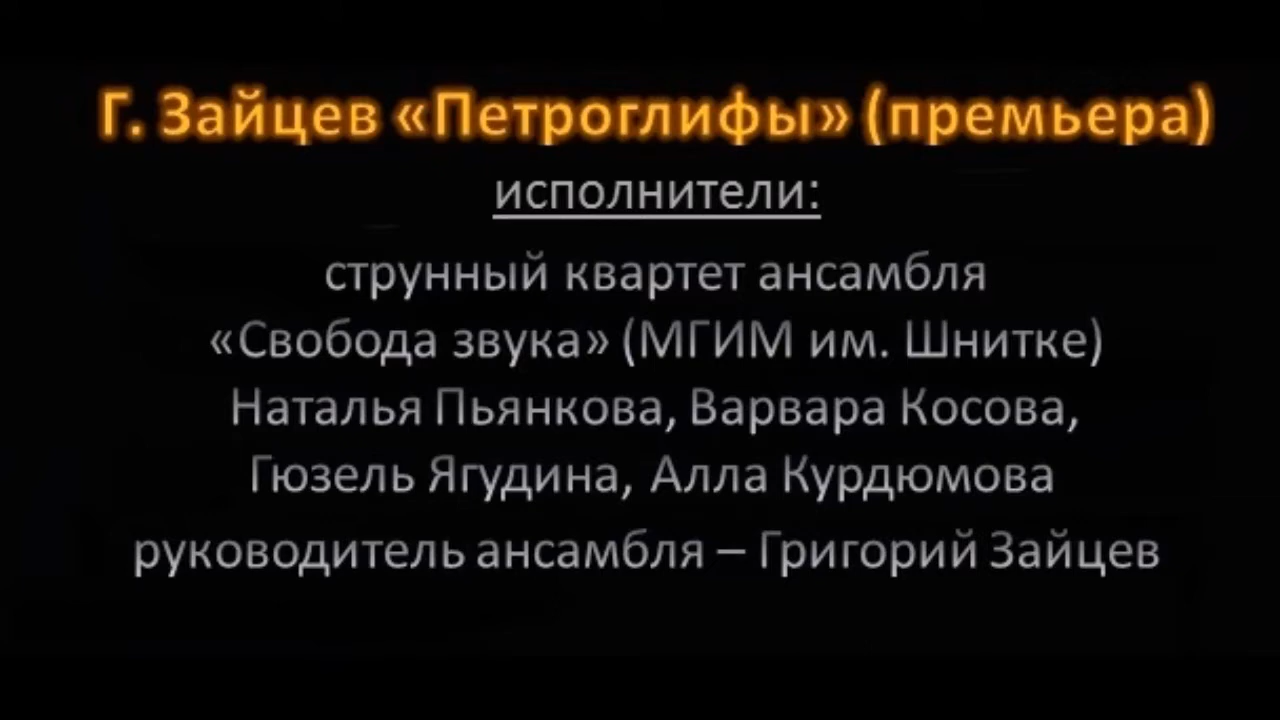 Г. Зайцев «Петроглифы» (премьера)
исполнители:
струнный квартет ансамбля
«Свобода звука» (МГИМ им. Шнитке)
Наталья Пьянкова, Варвара Косова,
Гюзель Ягудина, Алла Курдюмова
руководитель ансамбля – Григорий Зайцев